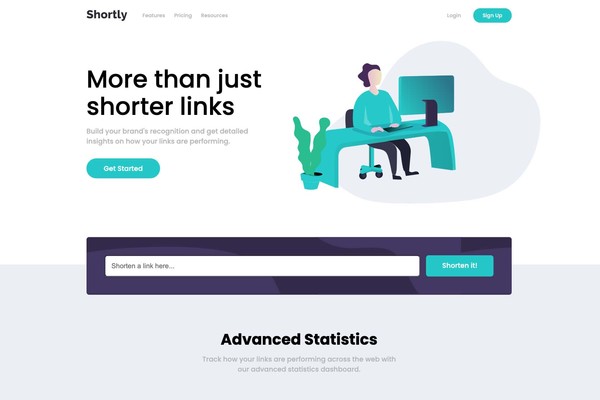 Shortly
Features Pricing Resources
Login
Sign Up
More than just
shorter links
Build your brand's recognition and get detailed
insights on how your links are performing.
Get Started
Shorten a link here...
Shorten it!
Advanced Statistics
Track how your links are performing across the web with
our advanced statistics dashboard.